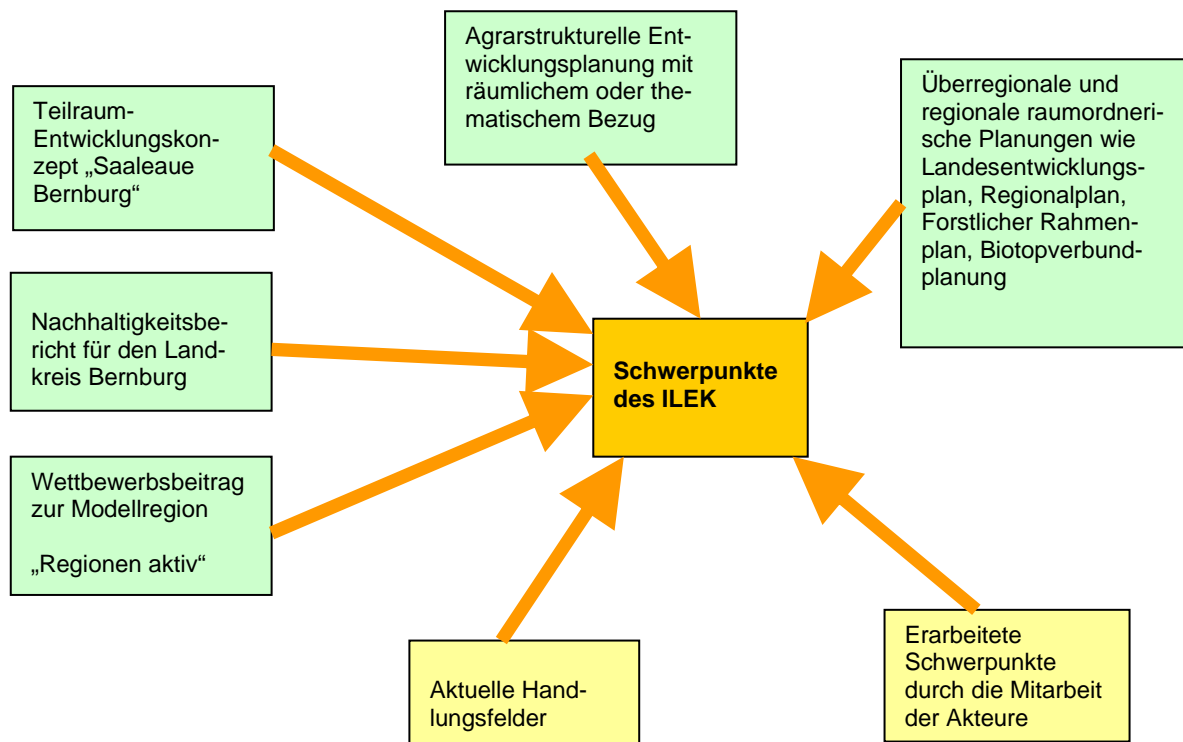 Agrarstrukturelle Ent-
wicklungsplanung mit
räumlichem oder the-
matischem Bezug
Überregionale und
regionale raumordneri-
sche Planungen wie
Landesentwicklungs-
plan, Regionalplan,
Forstlicher Rahmen-
plan, Biotopverbund-
planung
Teilraum-
Entwicklungskon-
zept „Saaleaue
Bernburg“
Nachhaltigkeitsbe-
richt für den Land-
kreis Bernburg
Schwerpunkte
des ILEK
Wettbewerbsbeitrag
zur Modellregion
„Regionen aktiv“
Aktuelle Hand-
lungsfelder
Erarbeitete
Schwerpunkte
durch die Mitarbeit
der Akteure